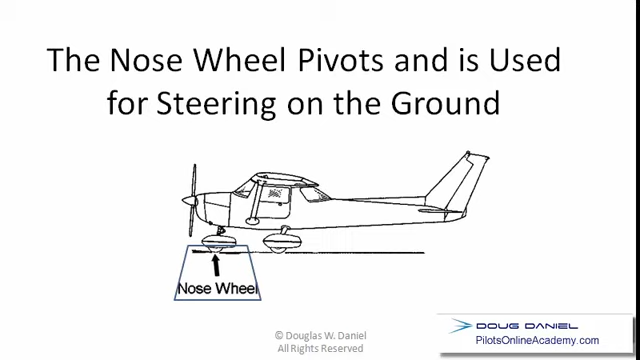 The Nose Wheel Pivots and is Used
for Steering on the Ground
Nose Wheel
© Douglas W. Daniel
All Rights Reserved
DOUG DANIEL
PilotsOnlineAcademy.com